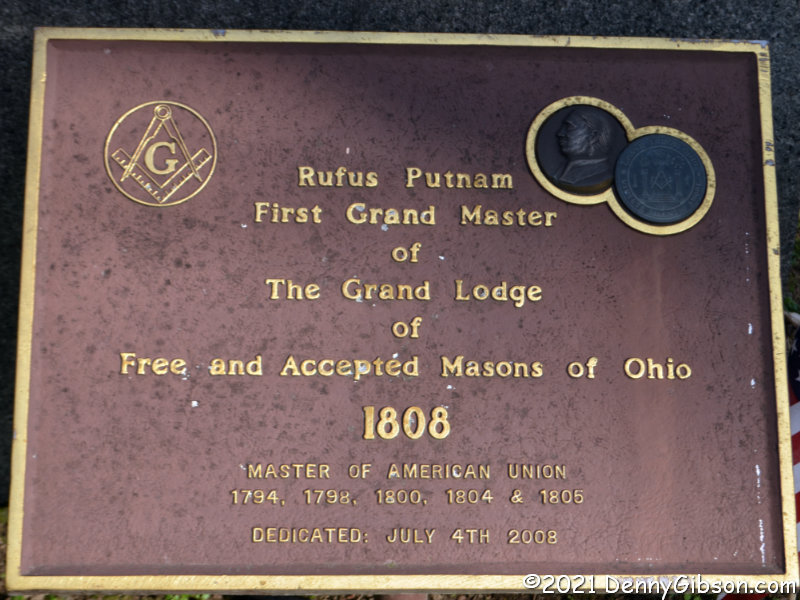 G
Rufus Putnam
First Grand Master
of
The Grand Lodge
of
Free and Accepted Masons of Ohio
1808
MASTER OF AMERICAN UNION
1794, 1798, 1800, 1804 & 1805
DEDICATED: JULY 4TH 2008
©2021 DennyGibson.com